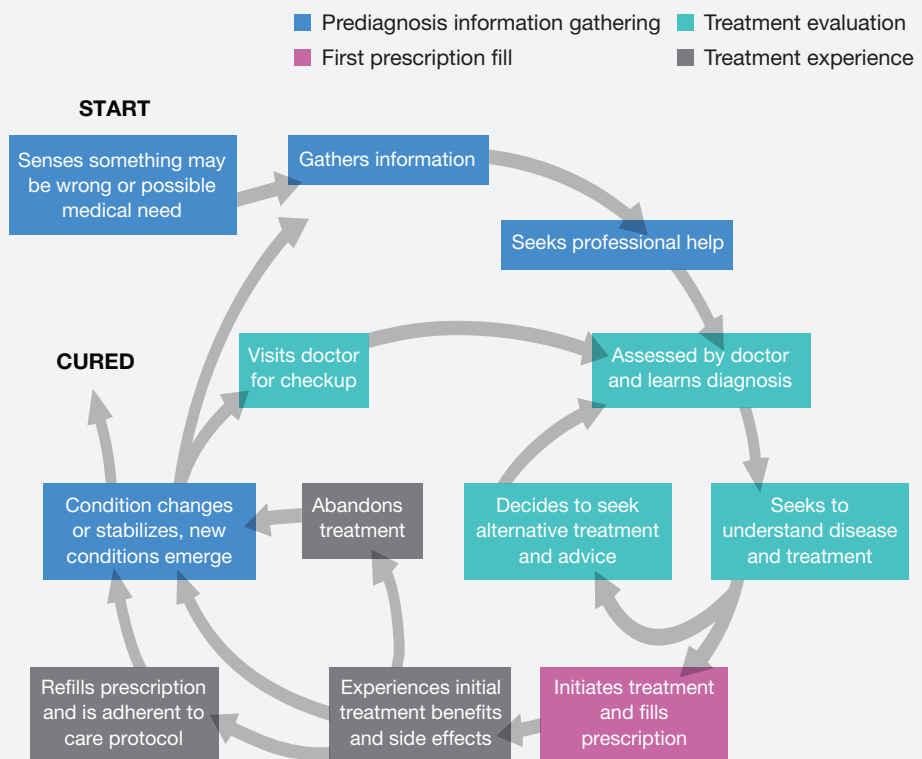 Prediagnosis information gathering
Treatment evaluation
First prescription fill
Treatment experience
START
Senses something may
be wrong or possible
medical need
Gathers information
Seeks professional help
CURED
Visits doctor
for checkup
Assessed by doctor
and learns diagnosis
Condition changes
or stabilizes, new
conditions emerge
Abandons
treatment
Decides to seek
alternative treatment
and advice
Seeks to
understand disease
and treatment
Refills prescription
and is adherent to
care protocol
Experiences initial
treatment benefits
and side effects
Initiates treatment
and fills
prescription